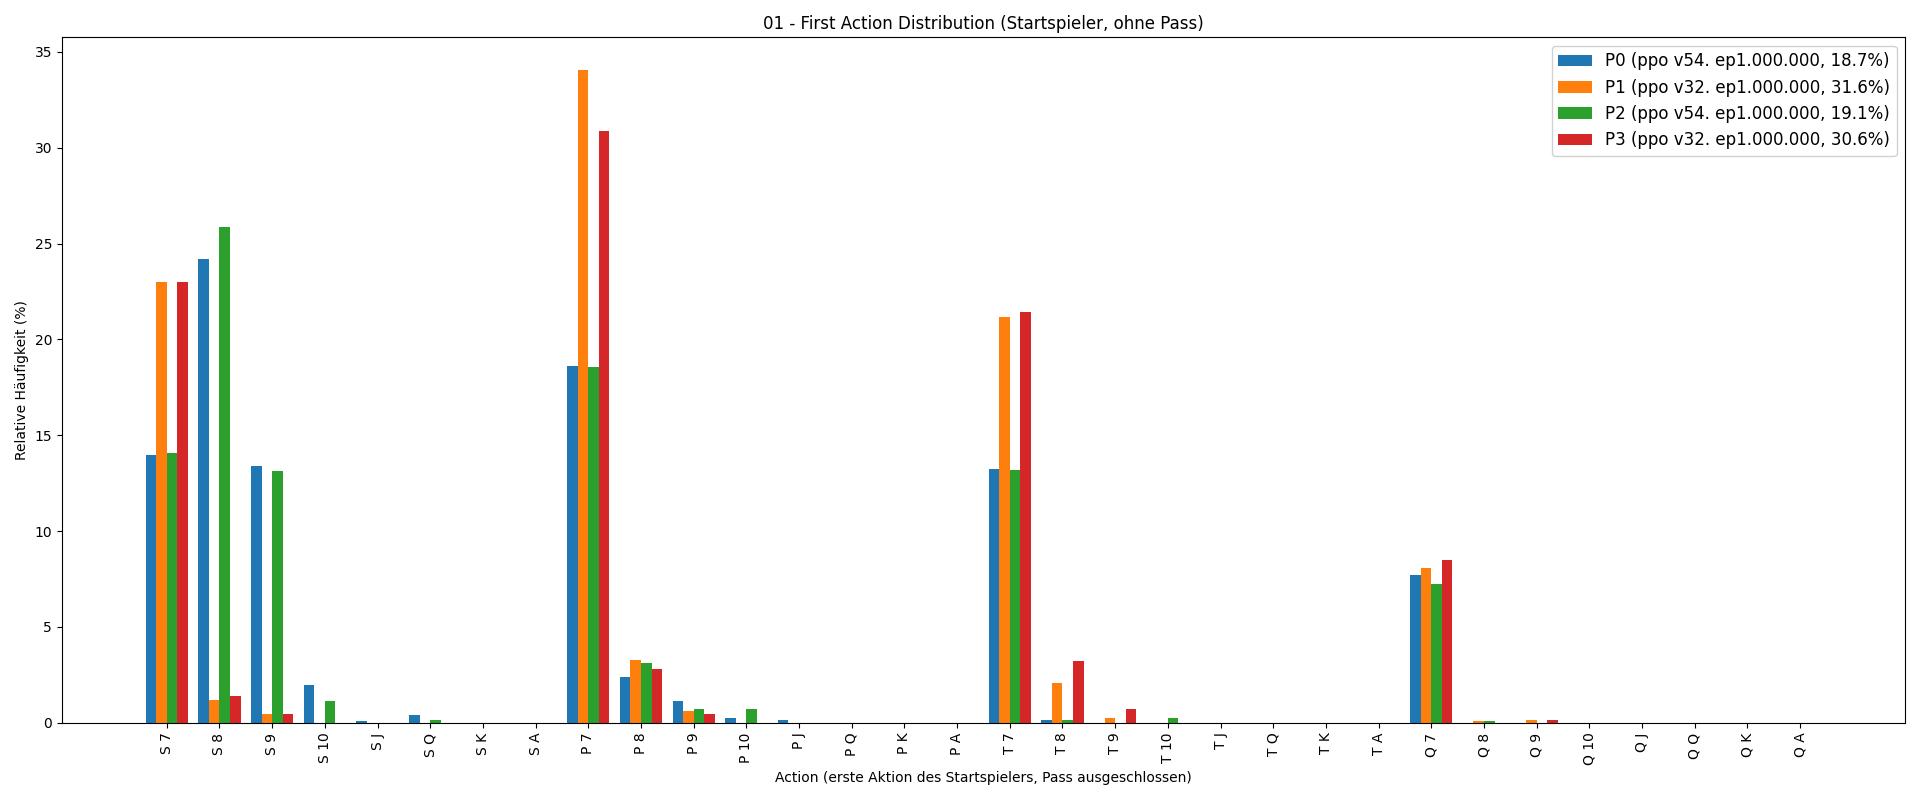 01 - First Action Distribution (Startspieler, ohne Pass)
P0 (ppo v54. ep1.000.000, 18.7%)
P1 (ppo v32. ep1.000.000, 31.6%)
P2 (ppo v54. ep1.000.000, 19.1%)
P3 (ppo v32. ep1.000.000, 30.6%)
Relative Häufigkeit (%)
35
30
25
20
15
10
5
0
S 7
S 8
S 9
S 10
S J
S Q
S K
S A
P 7
P 8
P 9
P 10
P J
P Q
P K
P A
T 7
T 8
T 9
T 10
T J
T Q
T K
T A
Q 7
Q 8
Q 9
Q 10
Q J
Q Q
Q K
Q A
Action (erste Aktion des Startspielers, Pass ausgeschlossen)